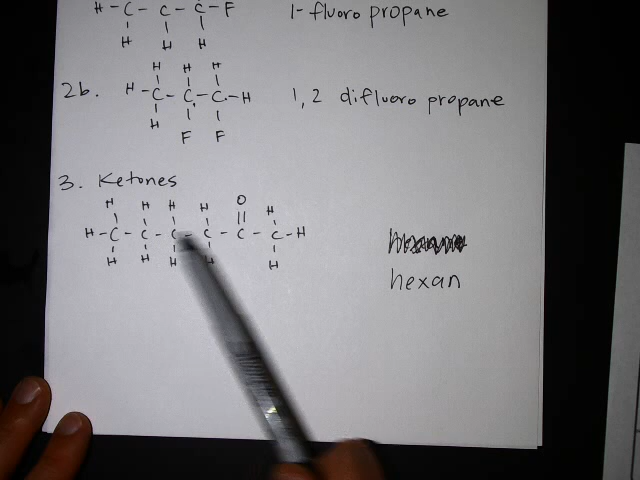 H - C - C - C - F 1- fluoro propane
H H H
H H H
2b. H - C - C - C - H 1,2 difluoro propane
H F F
3. Ketones
H H H H O H
H - C - C - C - C - C - C - H
H H H H H
hexan